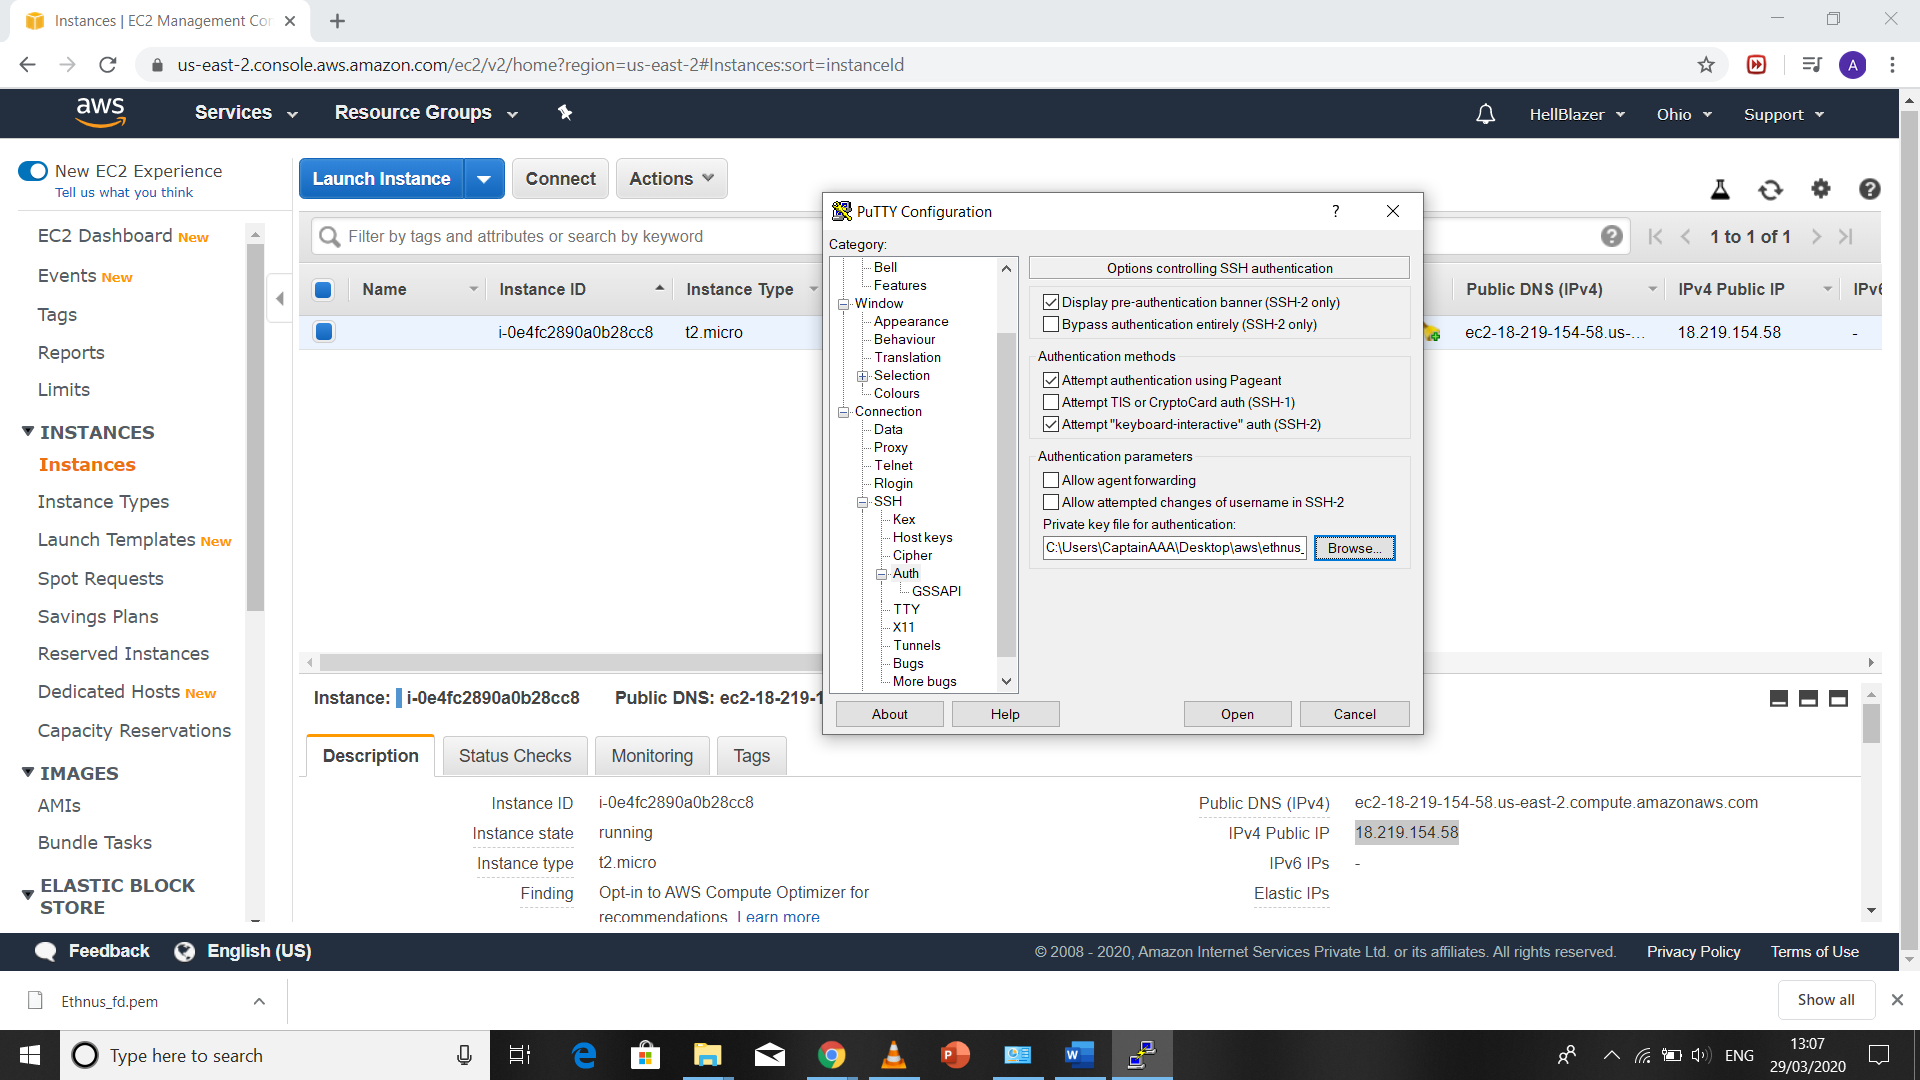 Instances | EC2 Management Con
us-east-2.console.aws.amazon.com/ec2/v2/home?region=us-east-2#Instances:sort=instanceId
A
aws
Services
Resource Groups
HellBlazer
Ohio
Support
New EC2 Experience
Tell us what you think
EC2 Dashboard New
Events New
Tags
Reports
Limits
INSTANCES
Instances
Instance Types
Launch Templates New
Spot Requests
Savings Plans
Reserved Instances
Dedicated Hosts New
Capacity Reservations
IMAGES
AMIs
Bundle Tasks
ELASTIC BLOCK
STORE
Launch Instance
Connect
Actions
Filter by tags and attributes or search by keyword
1 to 1 of 1
Name
Instance ID
Instance Type
Public DNS (IPv4)
IPv4 Public IP
IPv6
i-0e4fc2890a0b28cc8
t2.micro
ec2-18-219-154-58.us-...
18.219.154.58
-
PuTTY Configuration
?
Category:
Bell
Features
Window
Appearance
Behaviour
Translation
Selection
Colours
Connection
Data
Proxy
Telnet
Rlogin
SSH
Kex
Host keys
Cipher
Auth
GSSAPI
TTY
X11
Tunnels
Bugs
More bugs
Options controlling SSH authentication
Display pre-authentication banner (SSH-2 only)
Bypass authentication entirely (SSH-2 only)
Authentication methods
Attempt authentication using Pageant
Attempt TIS or CryptoCard auth (SSH-1)
Attempt "keyboard-interactive" auth (SSH-2)
Authentication parameters
Allow agent forwarding
Allow attempted changes of username in SSH-2
Private key file for authentication:
C:\Users\CaptainAAA\Desktop\aws\ethnus_
Browse...
About
Help
Open
Cancel
Instance: i-0e4fc2890a0b28cc8
Public DNS: ec2-18-219-1
Description
Status Checks
Monitoring
Tags
Instance ID
i-0e4fc2890a0b28cc8
Instance state
running
Instance type
t2.micro
Finding
Opt-in to AWS Compute Optimizer for
recommendations. Learn more
Public DNS (IPv4)
ec2-18-219-154-58.us-east-2.compute.amazonaws.com
IPv4 Public IP
18.219.154.58
IPv6 IPs
-
Elastic IPs
Feedback
English (US)
© 2008 - 2020, Amazon Internet Services Private Ltd. or its affiliates. All rights reserved.
Privacy Policy
Terms of Use
Ethnus_fd.pem
Show all
Type here to search
ENG
13:07
29/03/2020